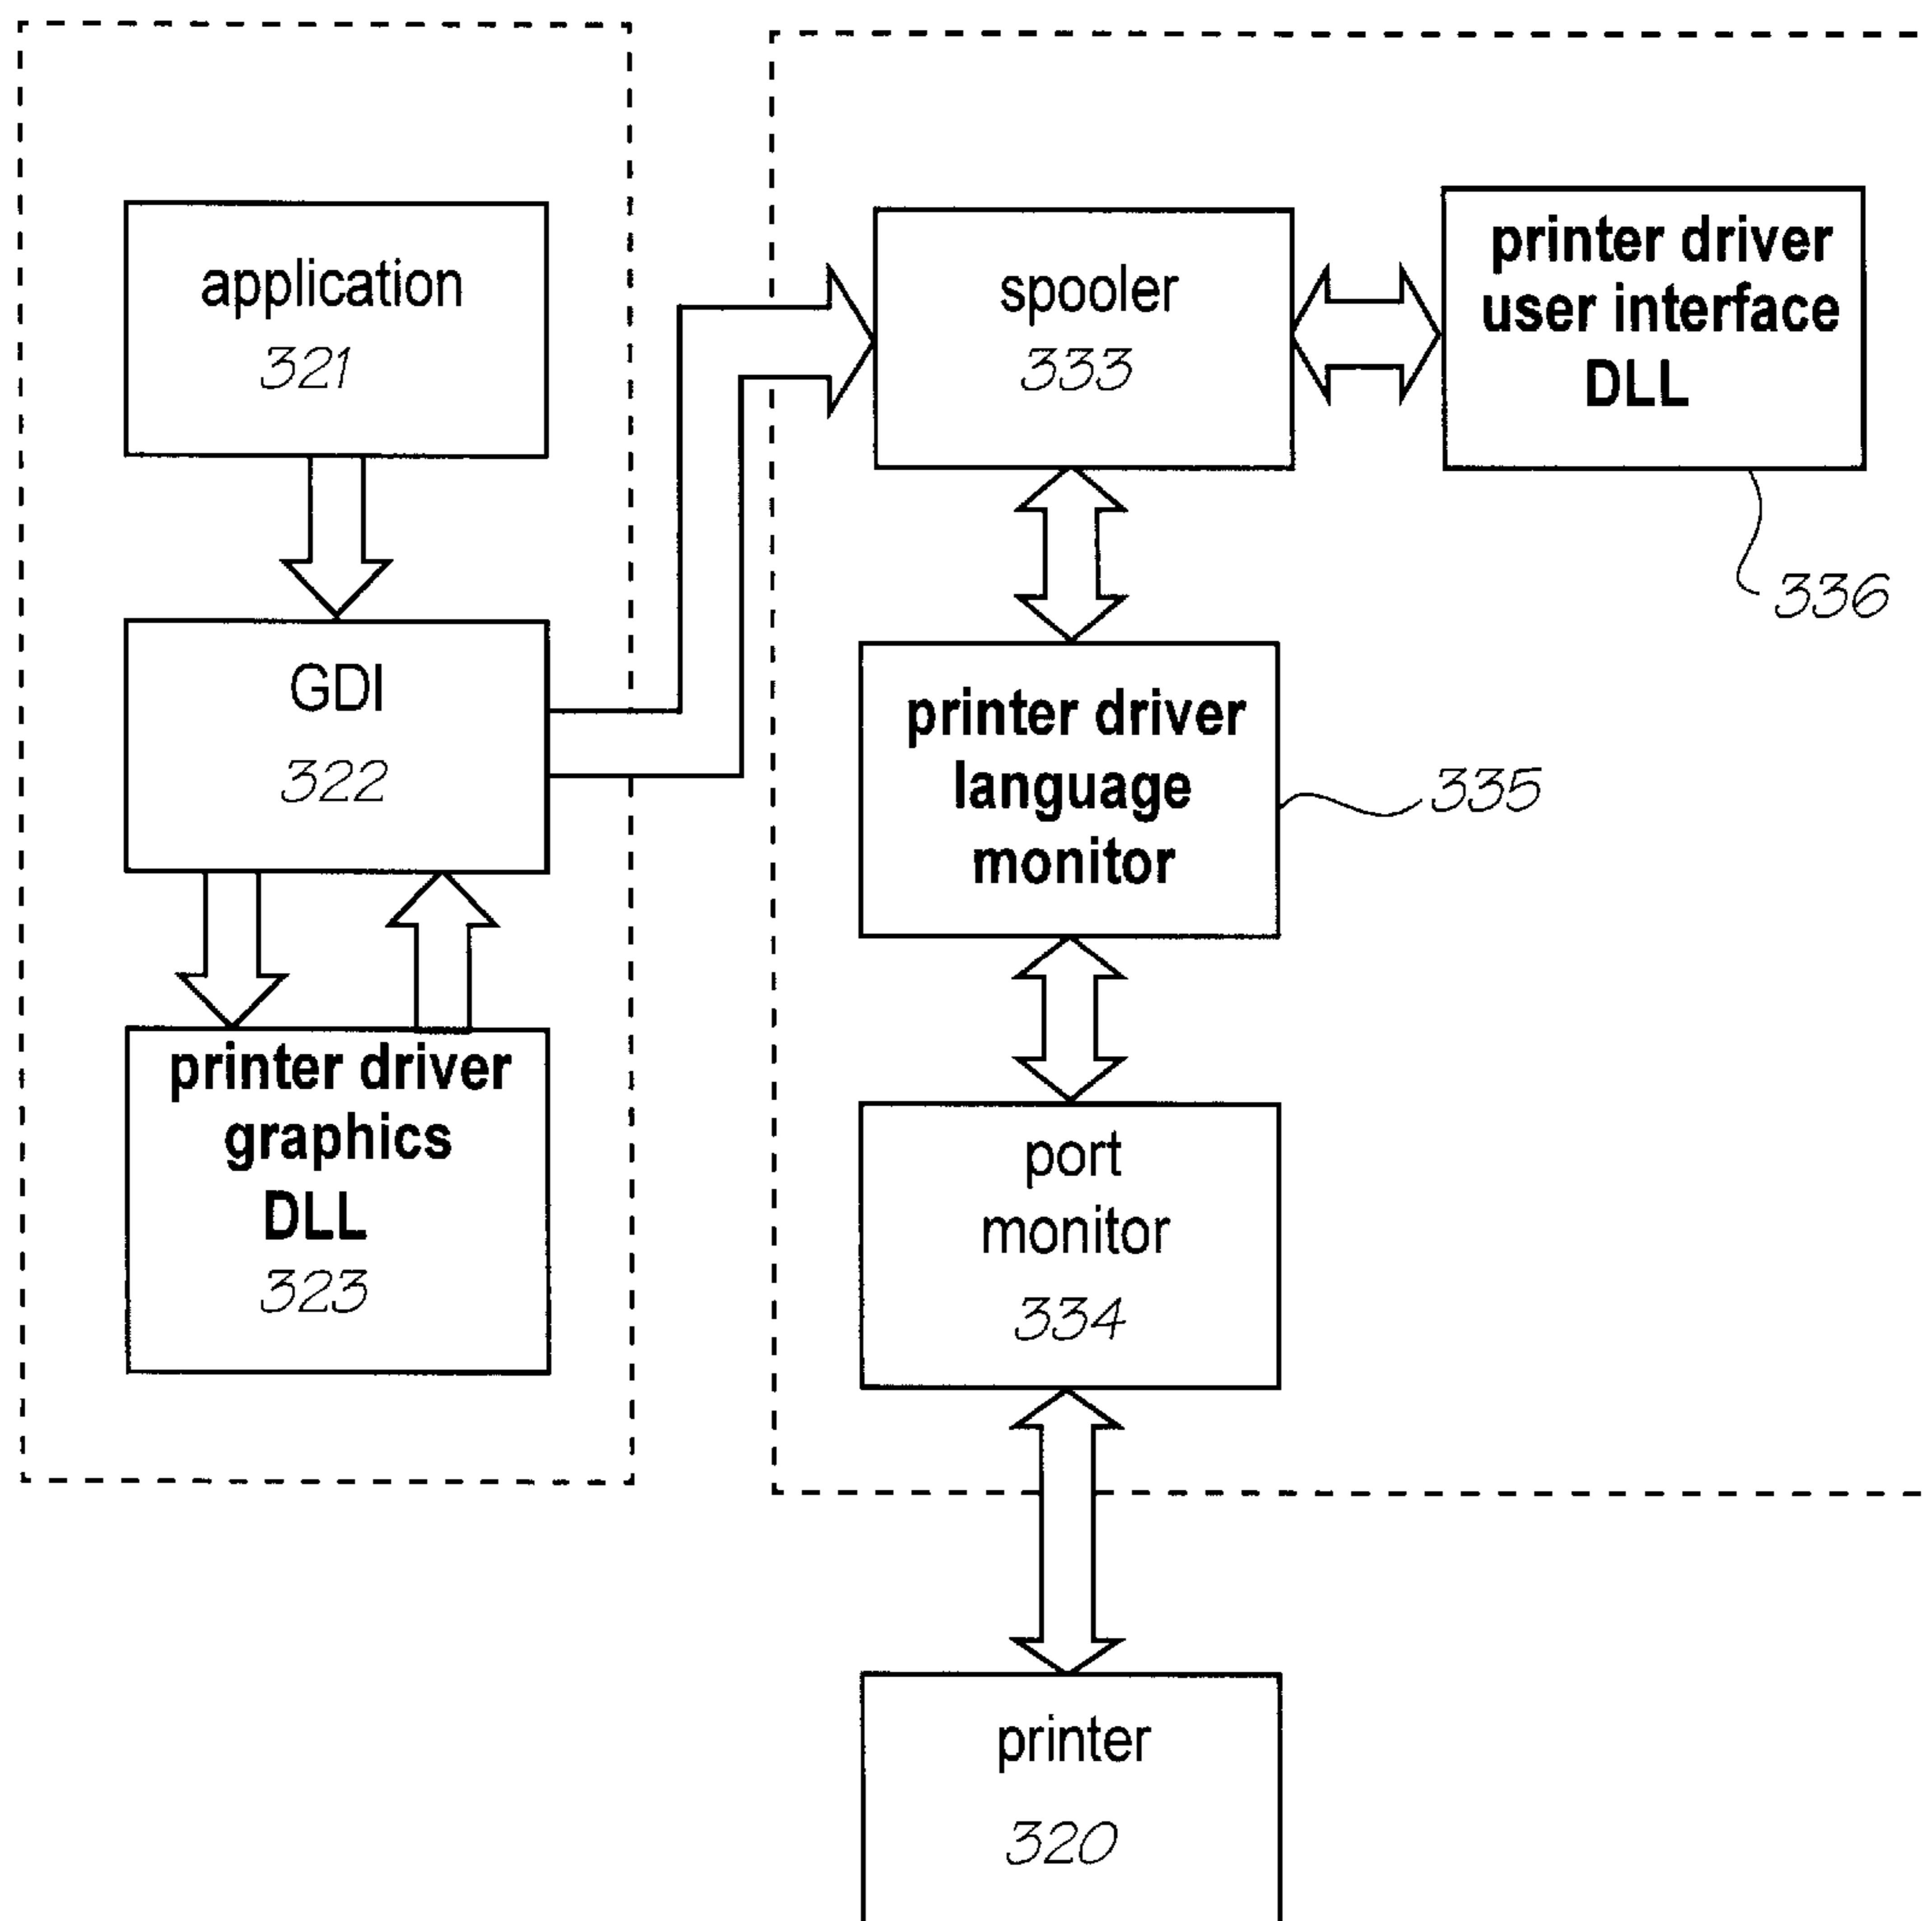 application
321
GDI
322
printer driver
graphics
DLL
323
spooler
333
printer driver
user interface
DLL
336
printer driver
language
monitor
335
port
monitor
334
printer
320